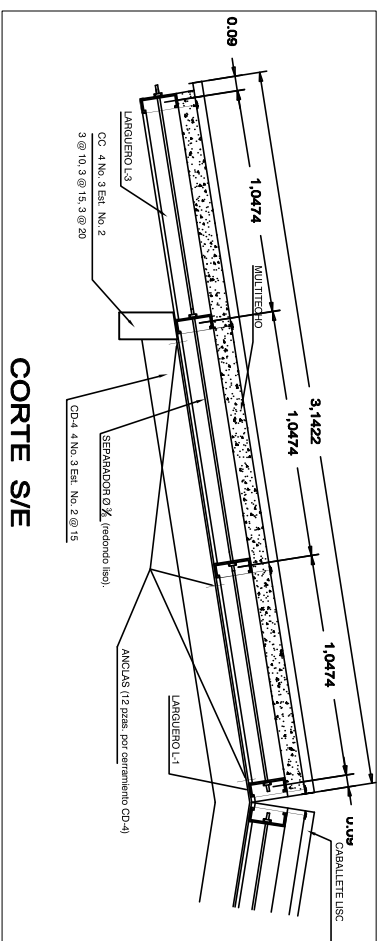 0.09
1,0474
3,1422
1,0474
1,0474
0.09
CABALLETE LISC
MULTITECHO
LARGUERO L-3
CC 4 No. 3 Est. No. 2
3 @ 10, 3 @ 15, 3 @ 20
SEPARADOR Ø 3/8 (redondo liso).
CD-4 4 No. 3 Est. No. 2 @ 15
LARGUERO L-1
ANCLAS (12 pzas. por cerramiento CD-4)
CORTE S/E